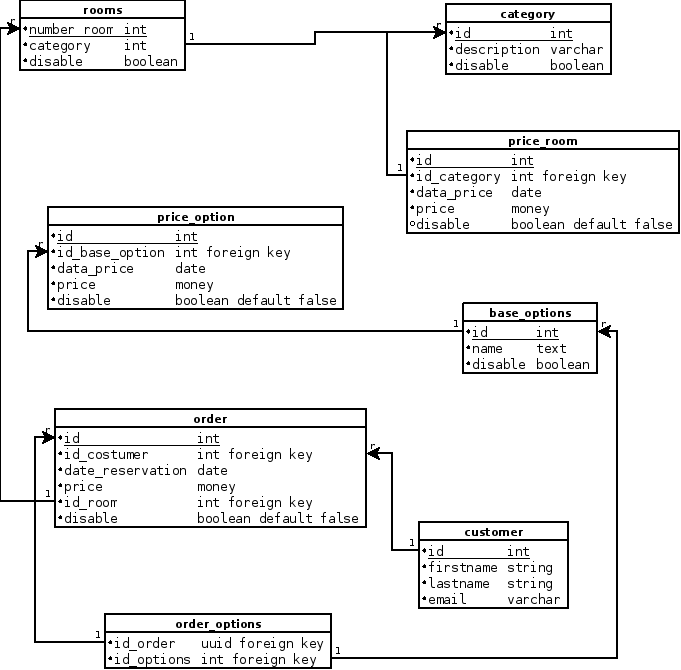 rooms
number_room int
category int
disable boolean
category
id int
description varchar
disable boolean
r
1
r
price_room
id int
id_category int foreign key
data_price date
price money
disable boolean default false
1
price_option
id int
id_base_option int foreign key
data_price date
price money
disable boolean default false
r
base_options
id int
name text
disable boolean
1
r
order
id int
id_costumer int foreign key
date_reservation date
price money
id_room int foreign key
disable boolean default false
r
1
r
customer
id int
firstname string
lastname string
email varchar
1
order_options
id_order uuid foreign key
id_options int foreign key
1
1